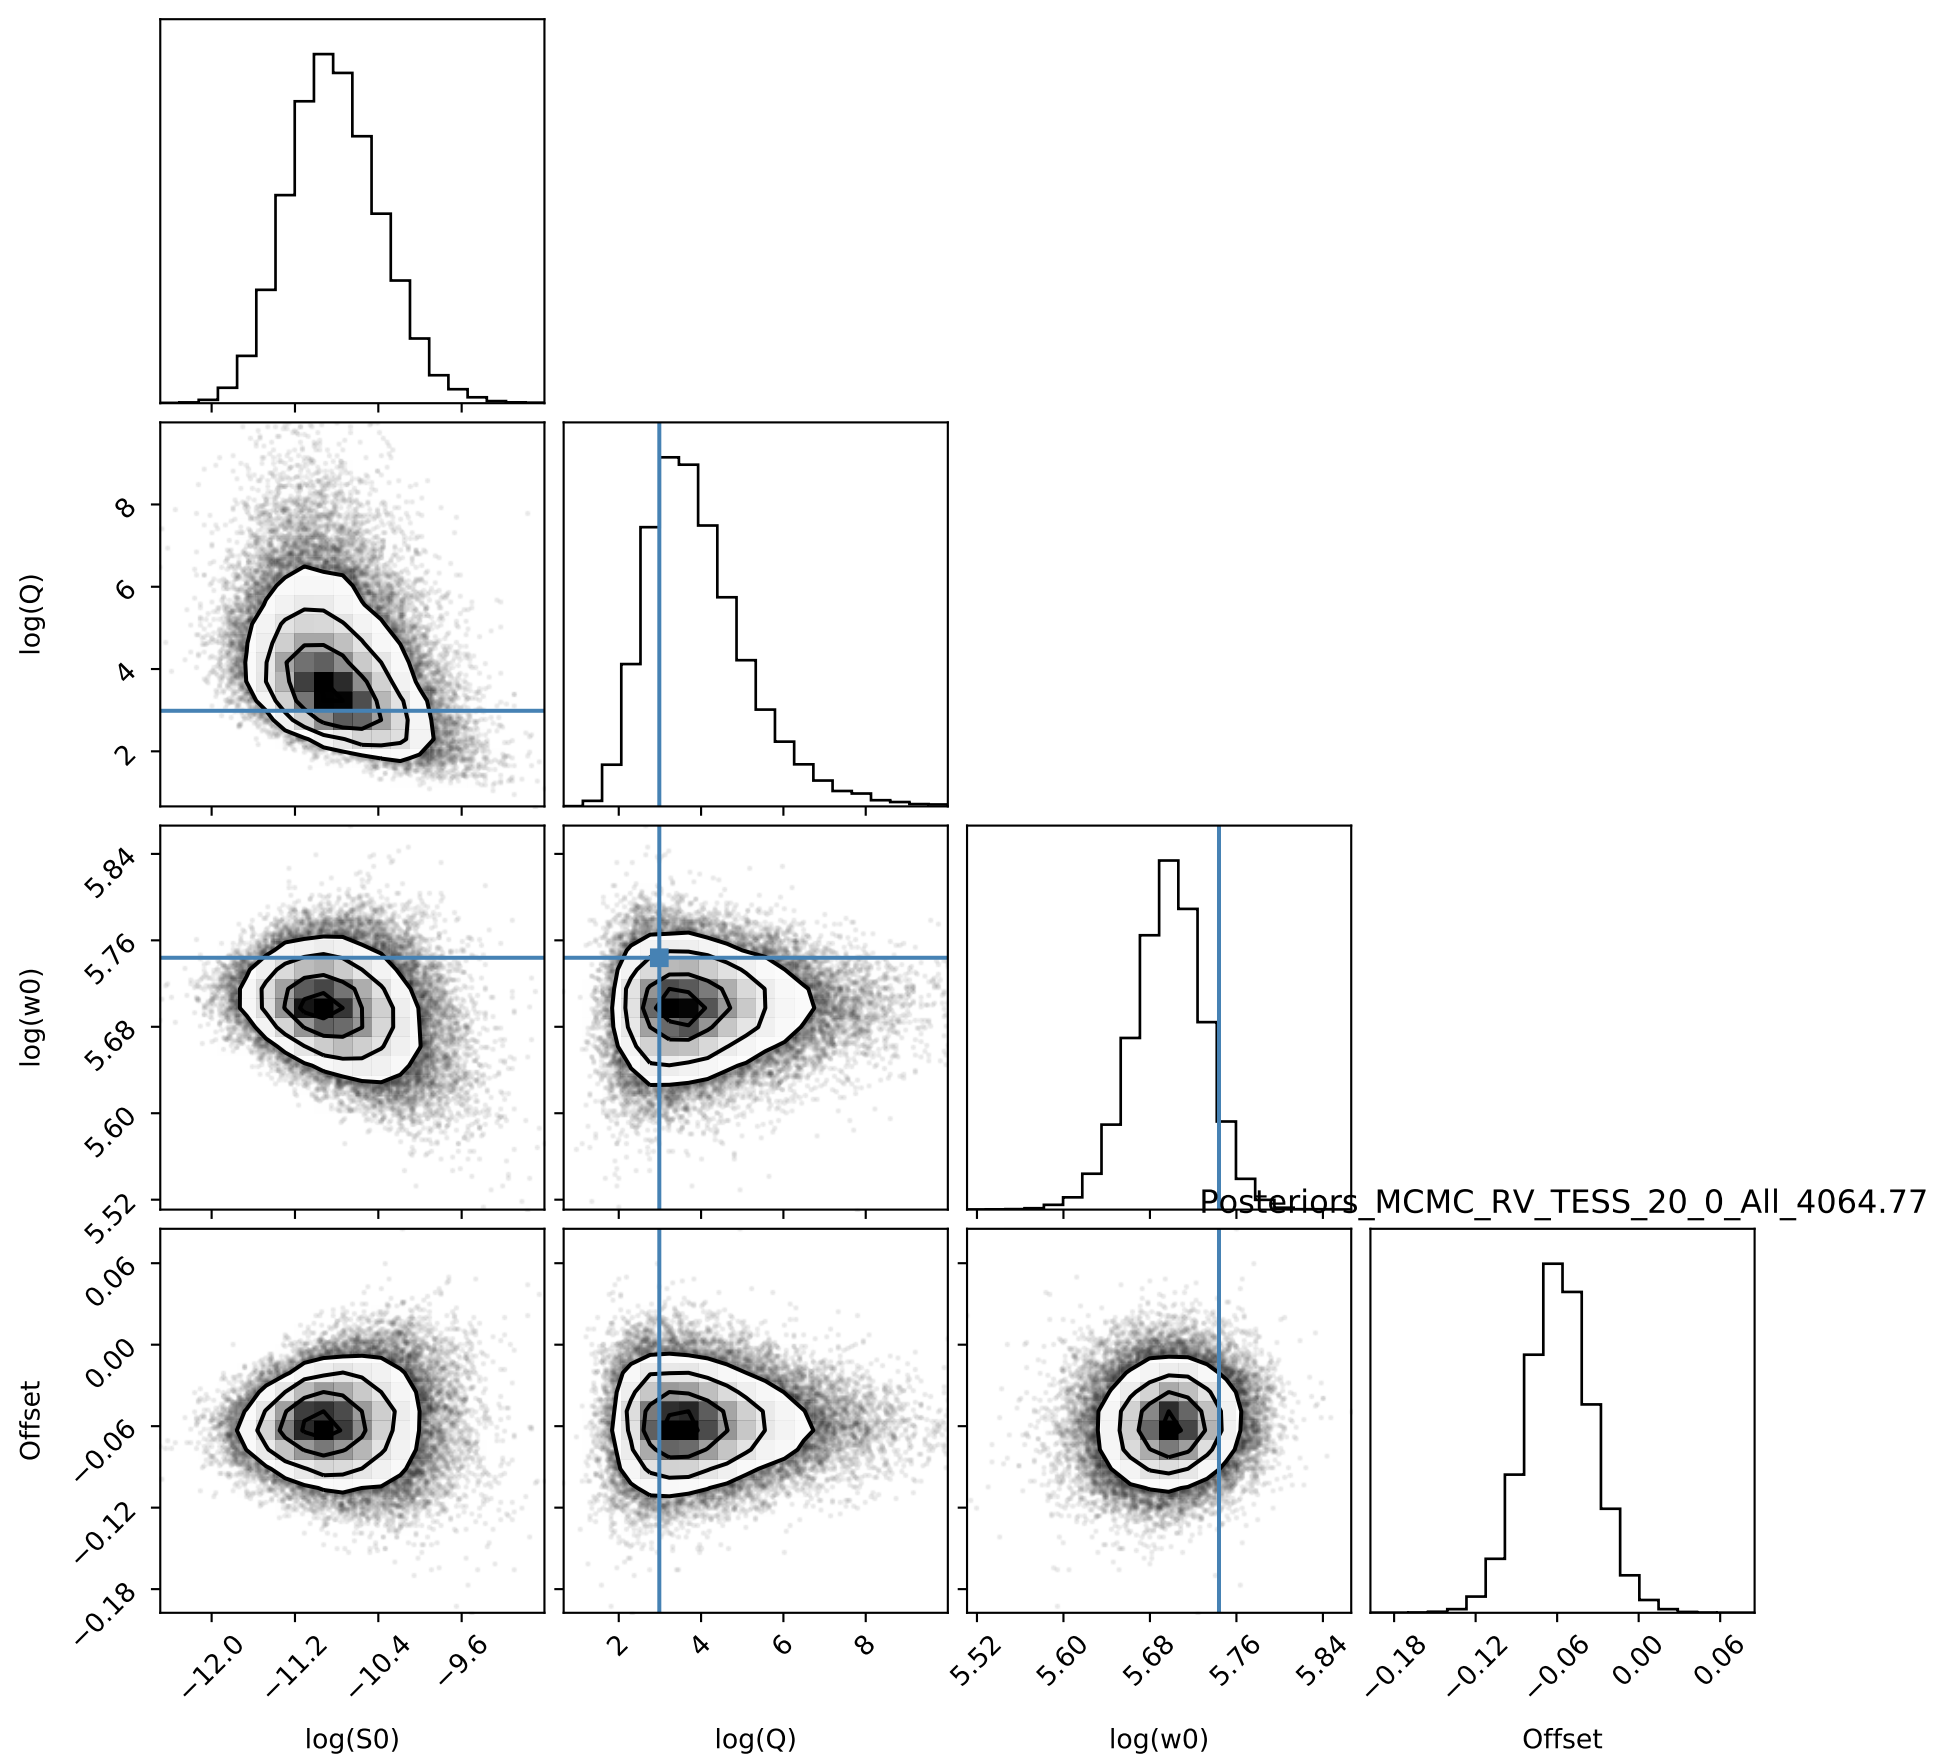 8
6
4
2
log(Q)
5.84
5.76
5.68
5.60
5.52
log(w0)
Posteriors_MCMC_RV_TESS_20_0_All_4064.77
0.06
0.00
−0.06
−0.12
−0.18
Offset
−12.0 −11.2 −10.4 −9.6 2 4 6 8 5.52 5.60 5.68 5.76 5.84 −0.18 −0.12 −0.06 0.00 0.06
log(S0) log(Q) log(w0) Offset